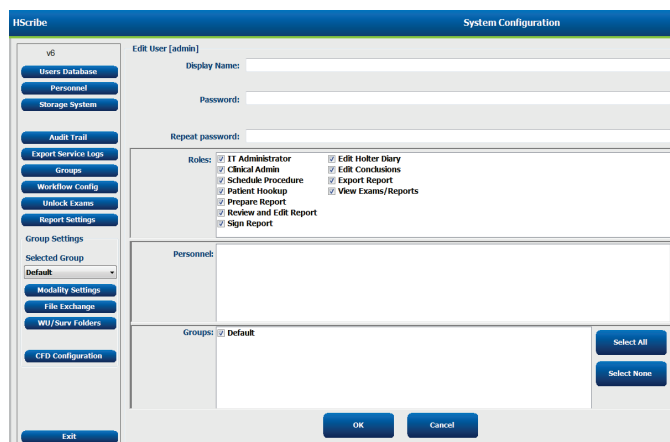 HScribe
System Configuration
v6
Users Database
Personnel
Storage System
Audit Trail
Export Service Logs
Groups
Workflow Config
Unlock Exams
Report Settings
Group Settings
Selected Group
Default
Modality Settings
File Exchange
WU/Surv Folders
CFD Configuration
Exit
Edit User [admin]
Display Name:
Password:
Repeat password:
Roles:
IT Administrator
Clinical Admin
Schedule Procedure
Patient Hookup
Prepare Report
Review and Edit Report
Sign Report
Edit Holter Diary
Edit Conclusions
Export Report
View Exams/Reports
Personnel:
Groups:
Default
Select All
Select None
OK
Cancel